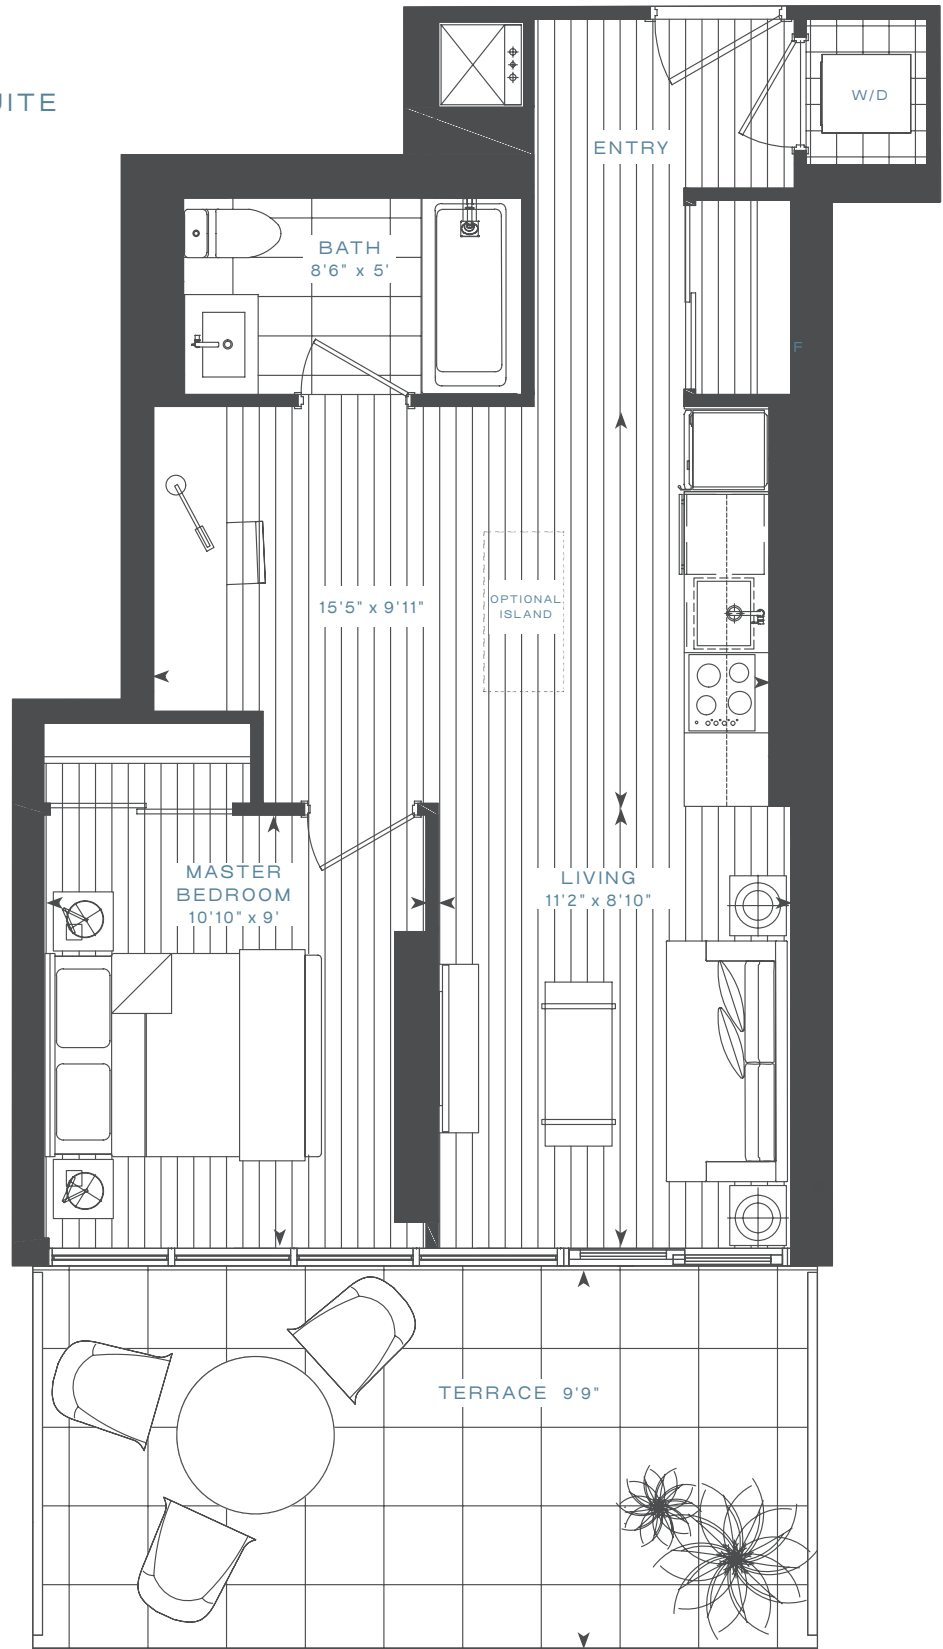 UITE
W/D
ENTRY
BATH
8'6" x 5'
F
15'5" x 9'11"
OPTIONAL
ISLAND
MASTER
BEDROOM
10'10" x 9'
LIVING
11'2" x 8'10"
TERRACE 9'9"